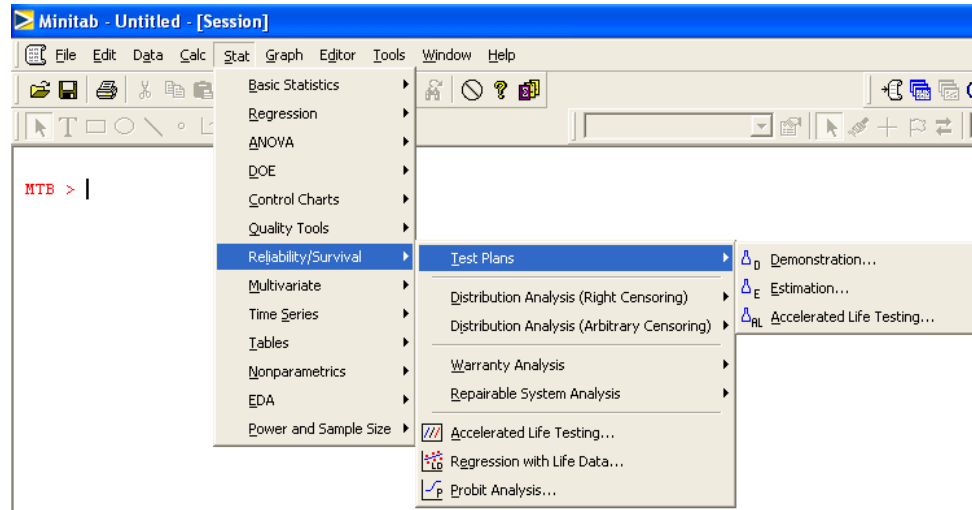 Minitab - Untitled - [Session]
File Edit Data Calc Stat Graph Editor Tools Window Help
MTB >
Basic Statistics
Regression
ANOVA
DOE
Control Charts
Quality Tools
Reliability/Survival
Multivariate
Time Series
Tables
Nonparametrics
EDA
Power and Sample Size
Test Plans
Distribution Analysis (Right Censoring)
Distribution Analysis (Arbitrary Censoring)
Warranty Analysis
Repairable System Analysis
Accelerated Life Testing...
LD Regression with Life Data...
P Probit Analysis...
D Demonstration...
E Estimation...
AL Accelerated Life Testing...